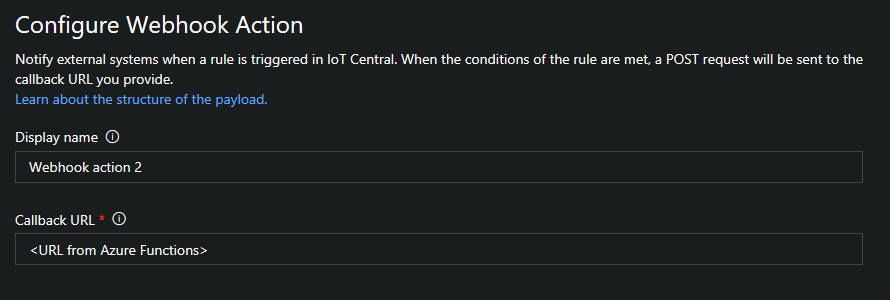 Configure Webhook Action
Notify external systems when a rule is triggered in IoT Central. When the conditions of the rule are met, a POST request will be sent to the
callback URL you provide.
Learn about the structure of the payload.
Display name
Webhook action 2
Callback URL *
<URL from Azure Functions>